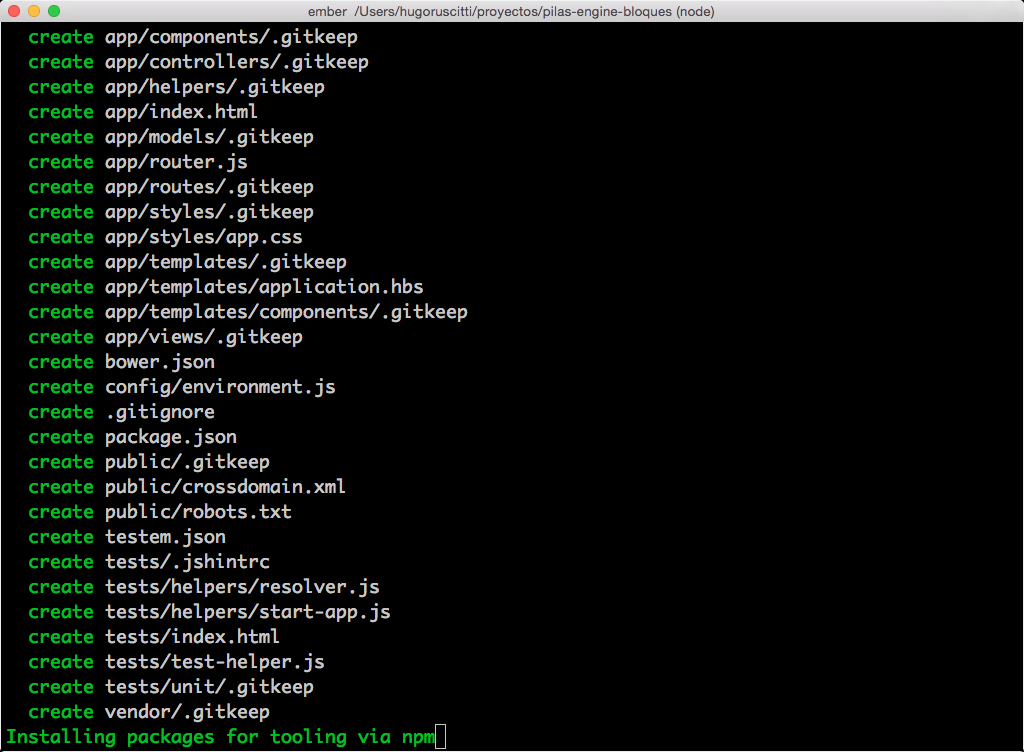 ember /Users/hugoruscitti/proyectos/pilas-engine-bloques (node)
create app/components/.gitkeep
create app/controllers/.gitkeep
create app/helpers/.gitkeep
create app/index.html
create app/models/.gitkeep
create app/router.js
create app/routes/.gitkeep
create app/styles/.gitkeep
create app/styles/app.css
create app/templates/.gitkeep
create app/templates/application.hbs
create app/templates/components/.gitkeep
create app/views/.gitkeep
create bower.json
create config/environment.js
create .gitignore
create package.json
create public/.gitkeep
create public/crossdomain.xml
create public/robots.txt
create testem.json
create tests/.jshintrc
create tests/helpers/resolver.js
create tests/helpers/start-app.js
create tests/index.html
create tests/test-helper.js
create tests/unit/.gitkeep
create vendor/.gitkeep
Installing packages for tooling via npm